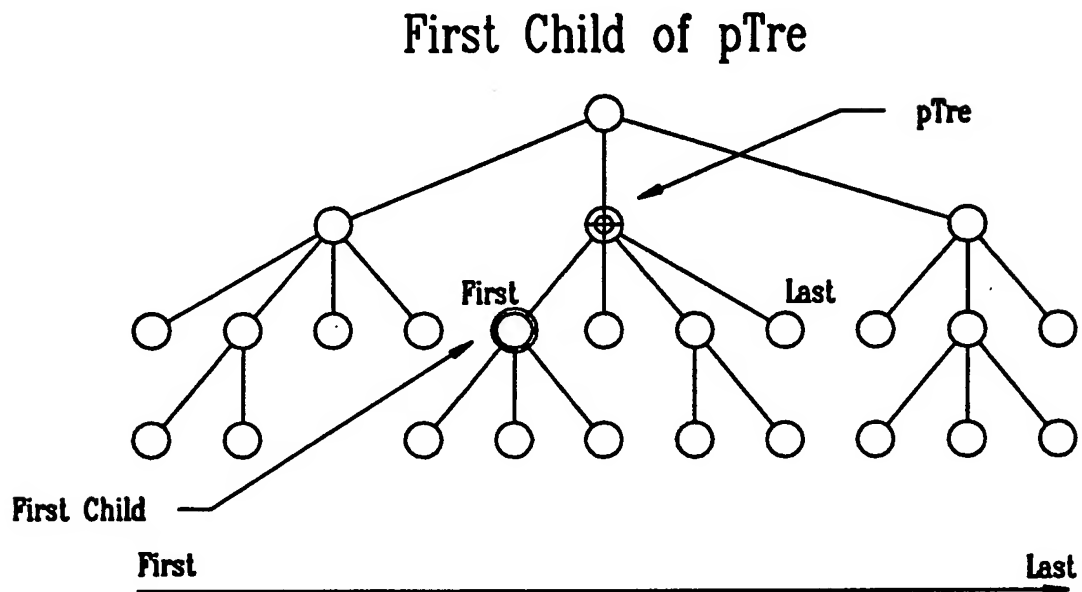 First Child of pTre
pTre
First
Last
First Child
First
Last